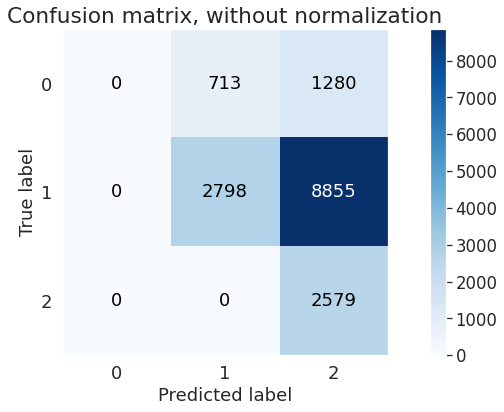 Confusion matrix, without normalization
True label
0
0 713 1280
1
0 2798 8855
2
0 0 2579
0 1 2
Predicted label
8000
7000
6000
5000
4000
3000
2000
1000
0